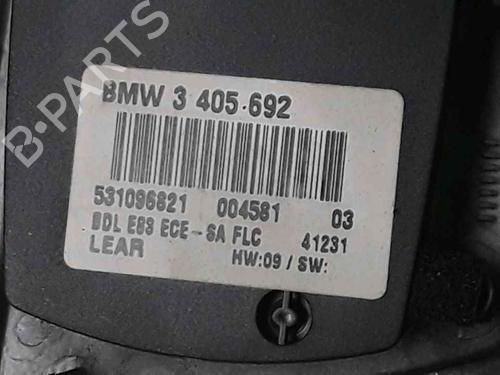 B-PARTS
BMW 3 405 692
531096821 004581 03
BDL E83 ECE-SA FLC 41231
LEAR HW:09 / SW: